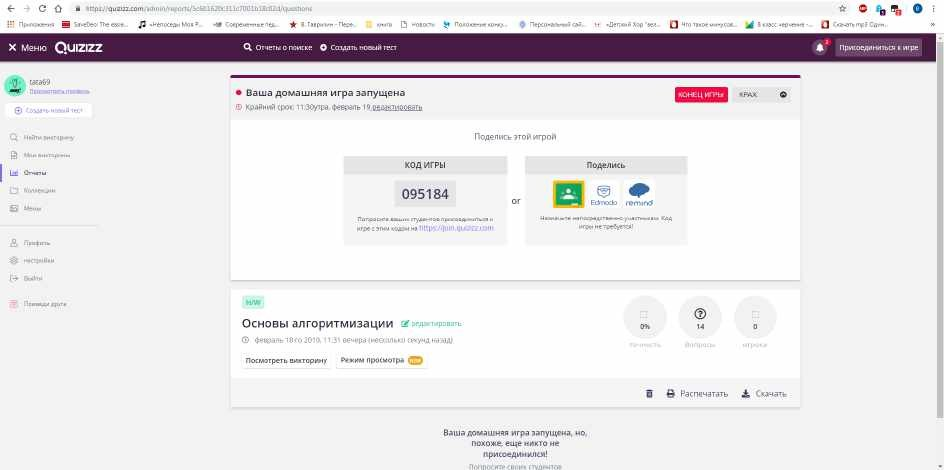 https://quizizz.com/admin/reports/5c6b162fc311c7001b18c02d/questions
Приложения
SaveDeo! The easie...
«Непоседы Моя Р...
Современные пед...
В. Гаврилин - Пере...
книга
Новости
Положение конку...
Персональный сай...
«Детский Хор "вел...
Что такое минусов...
8 класс черчение -...
Скачать mp3 Один...
Меню
QUIZIZZ
Отчеты о поиске
Создать новый тест
Присоединиться к игре
tata69
Просмотреть профиль
Создать новый тест
Найти викторину
Мои викторины
Отчеты
Коллекции
Мемы
Профиль
настройки
Выйти
Приведи друга
Ваша домашняя игра запущена
Крайний срок: 11:30утра, февраль 19,редактировать
КОНЕЦ ИГРЫ
КРАХ
Поделись этой игрой
КОД ИГРЫ
095184
Попросите ваших студентов присоединиться к
игре с этим кодом на https://join.quizizz.com
or
Поделись
Edmodo
remind
Назначьте непосредственно участникам. Код
игры не требуется!
H/W
Основы алгоритмизации
редактировать
февраль 18-го 2019, 11:31 вечера (несколько секунд назад)
Посмотреть викторину
Режим просмотра
NEW
0%
точность
14
Вопросы
0
игроки
Распечатать
Скачать
Ваша домашняя игра запущена, но,
похоже, еще никто не
присоединился!
Попросите своих студентов